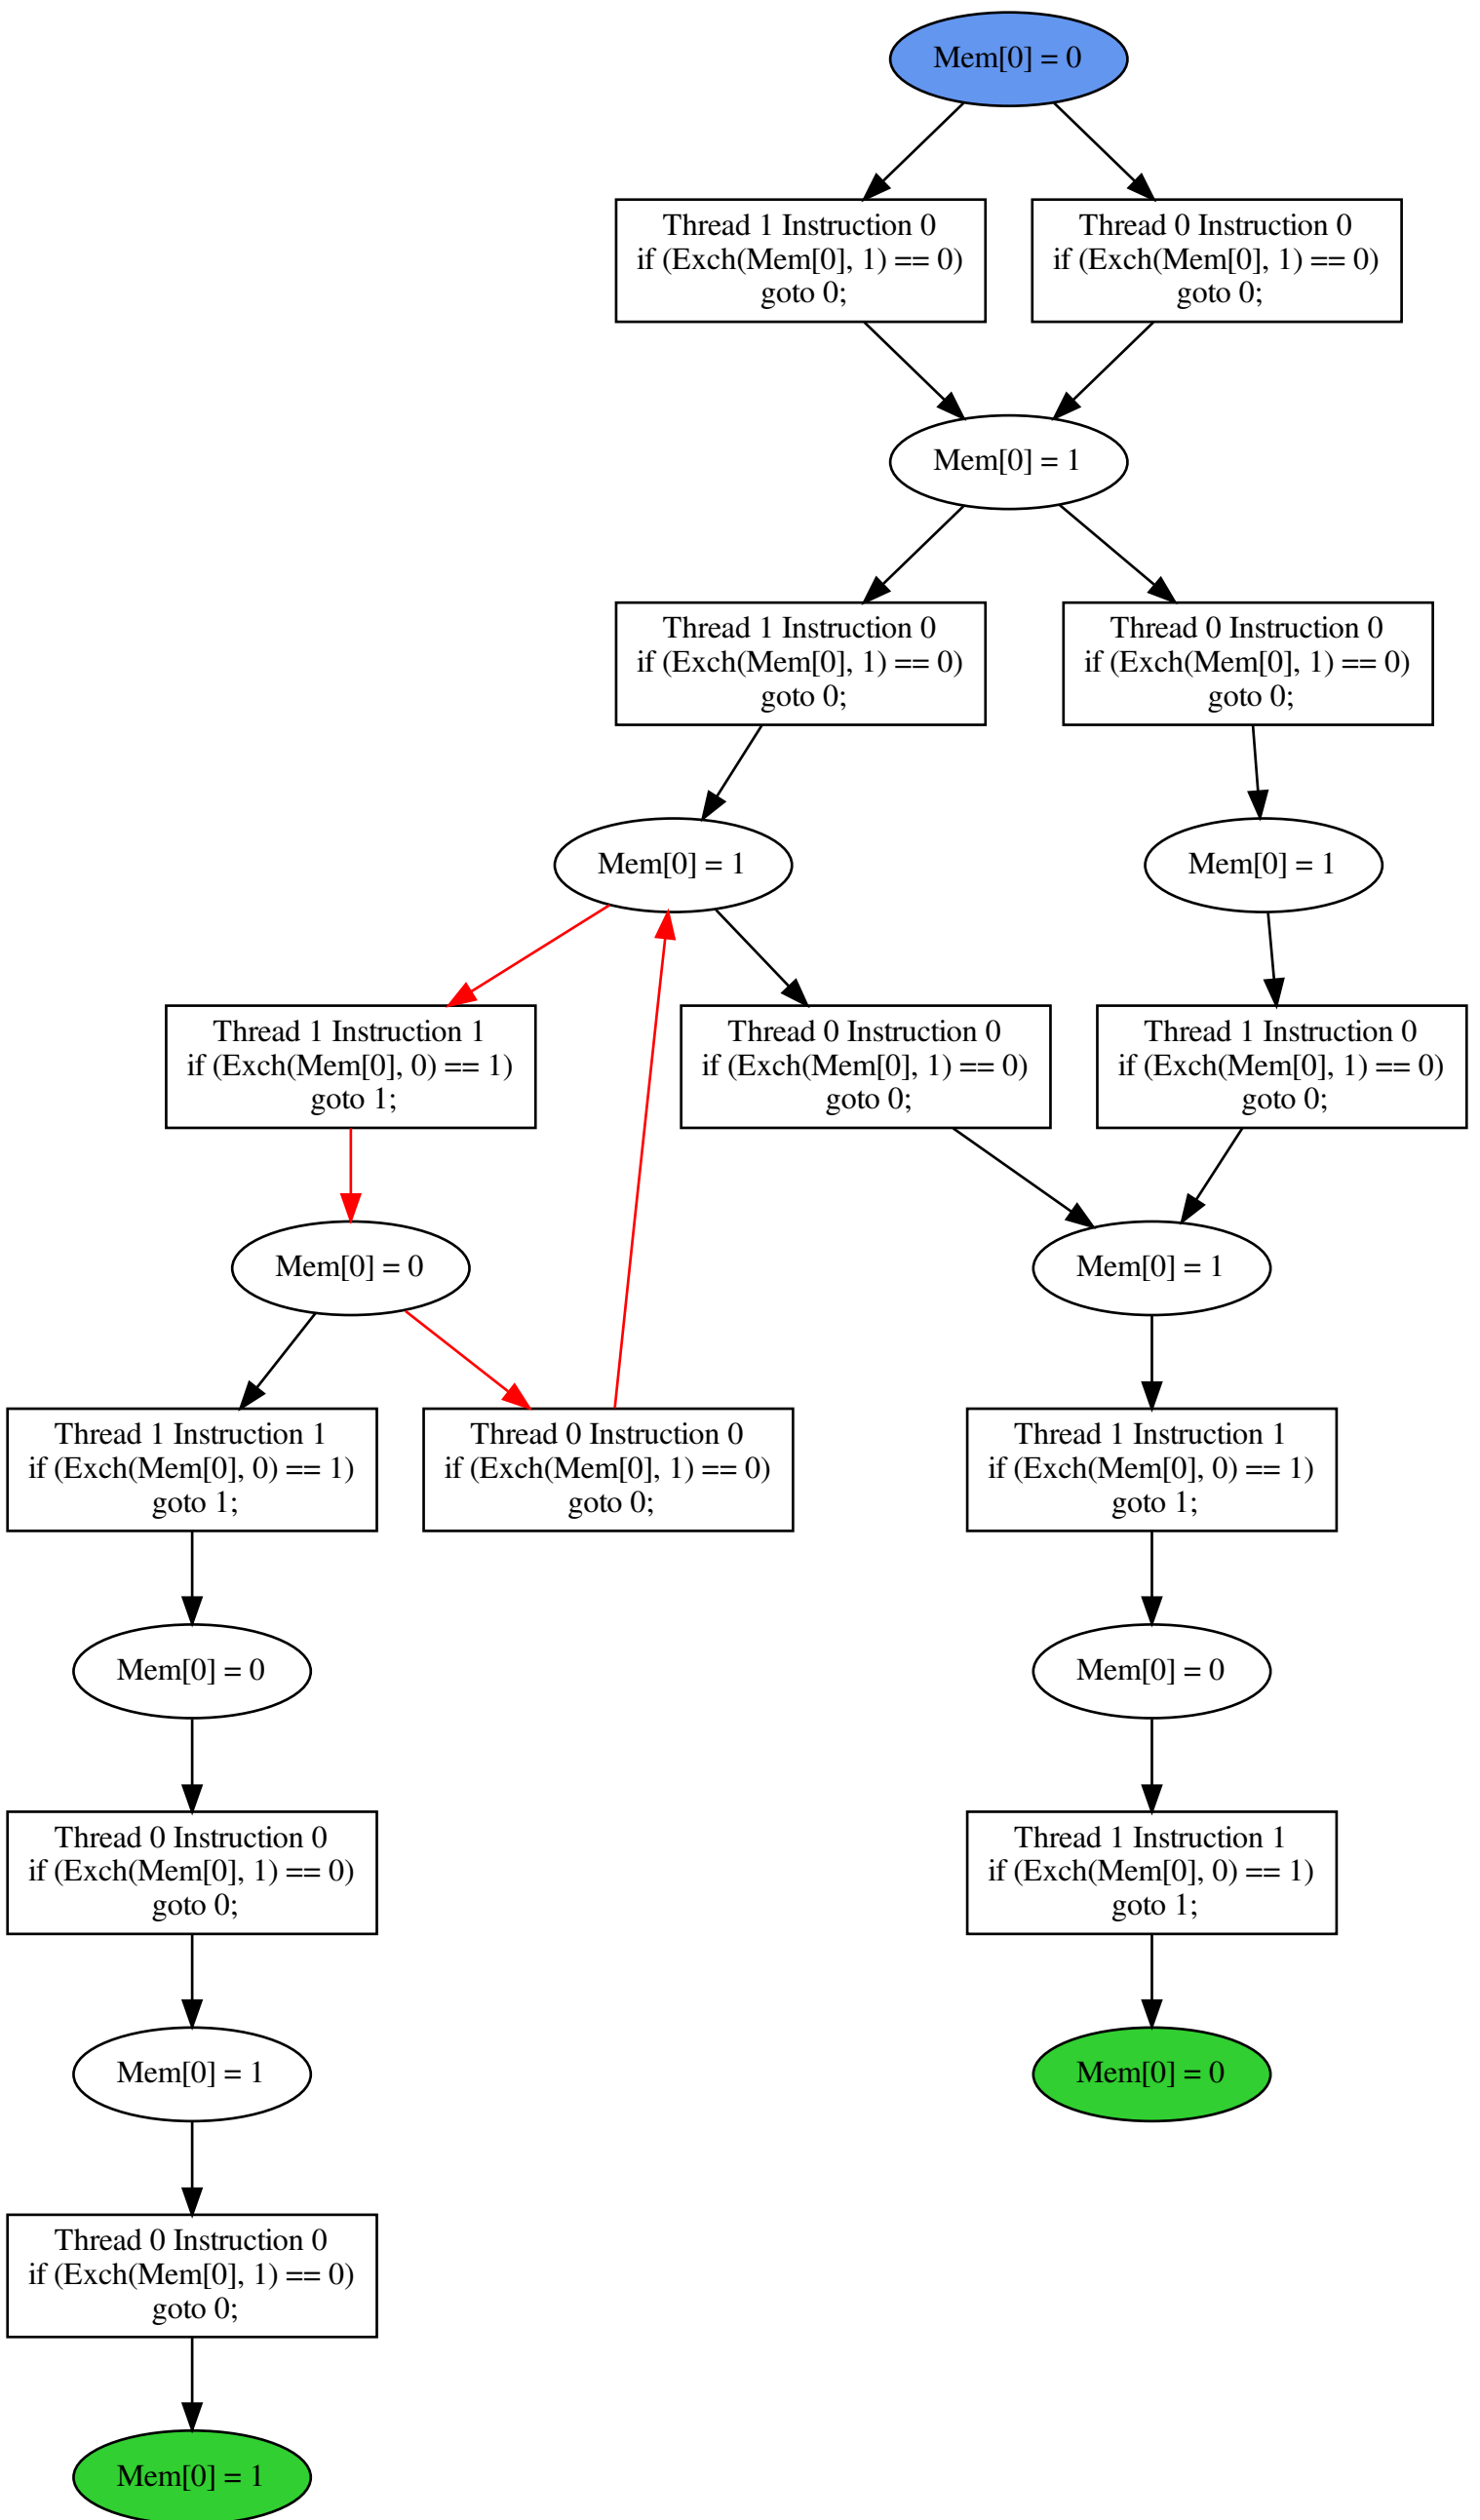 Mem[0] = 0
Thread 1 Instruction 0
if (Exch(Mem[0], 1) == 0)
goto 0;
Thread 0 Instruction 0
if (Exch(Mem[0], 1) == 0)
goto 0;
Mem[0] = 1
Thread 1 Instruction 0
if (Exch(Mem[0], 1) == 0)
goto 0;
Thread 0 Instruction 0
if (Exch(Mem[0], 1) == 0)
goto 0;
Mem[0] = 1
Mem[0] = 1
Thread 1 Instruction 1
if (Exch(Mem[0], 0) == 1)
goto 1;
Thread 0 Instruction 0
if (Exch(Mem[0], 1) == 0)
goto 0;
Thread 1 Instruction 0
if (Exch(Mem[0], 1) == 0)
goto 0;
Mem[0] = 0
Mem[0] = 1
Thread 1 Instruction 1
if (Exch(Mem[0], 0) == 1)
goto 1;
Thread 0 Instruction 0
if (Exch(Mem[0], 1) == 0)
goto 0;
Thread 1 Instruction 1
if (Exch(Mem[0], 0) == 1)
goto 1;
Mem[0] = 0
Mem[0] = 0
Thread 0 Instruction 0
if (Exch(Mem[0], 1) == 0)
goto 0;
Thread 1 Instruction 1
if (Exch(Mem[0], 0) == 1)
goto 1;
Mem[0] = 1
Mem[0] = 0
Thread 0 Instruction 0
if (Exch(Mem[0], 1) == 0)
goto 0;
Mem[0] = 1